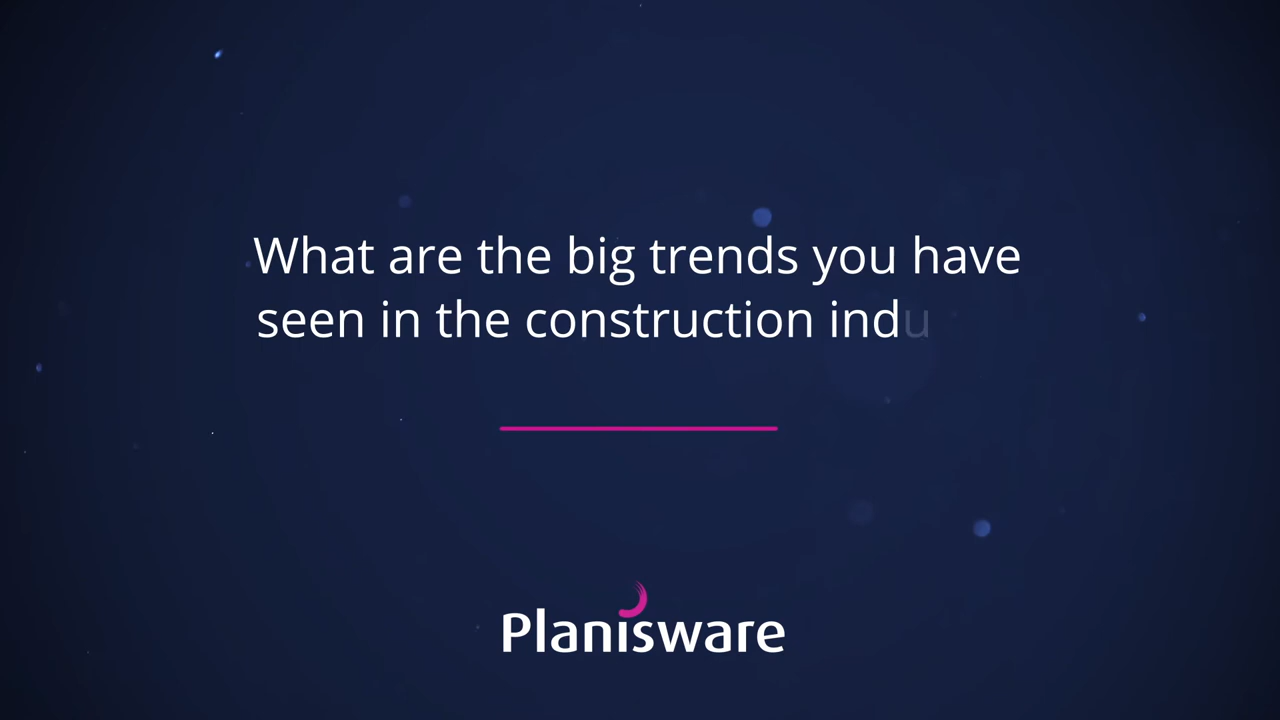 What are the big trends you have
seen in the construction indu
Planisware